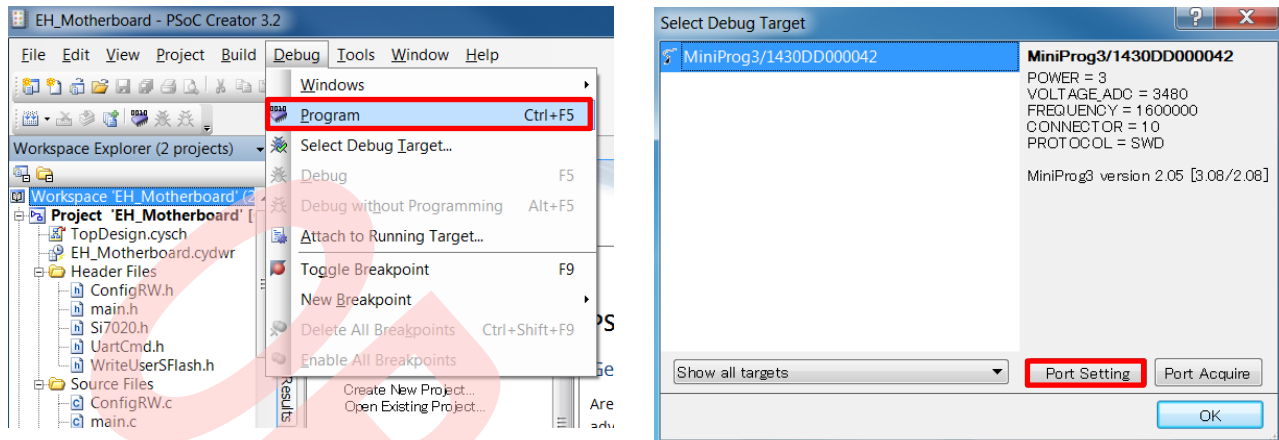 EH_Motherboard - PSoC Creator 3.2
File Edit View Project Build Debug Tools Window Help
Windows
Program Ctrl+F5
Select Debug Target...
Debug F5
Debug without Programming Alt+F5
Attach to Running Target...
Toggle Breakpoint F9
New Breakpoint
Delete All Breakpoints Ctrl+Shift+F9
Enable All Breakpoints
Workspace Explorer (2 projects)
Workspace 'EH_Motherboard' (2
Project 'EH_Motherboard' [
TopDesign.cysch
EH_Motherboard.cydwr
Header Files
ConfigRW.h
main.h
Si7020.h
UartCmd.h
WriteUserSFlash.h
Source Files
ConfigRW.c
main.c
Results
Create New Project...
Open Existing Project...
PS
Ge
Are
adv
Select Debug Target
MiniProg3/1430DD000042
MiniProg3/1430DD000042
POWER = 3
VOLTAGE_ADC = 3480
FREQUENCY = 1600000
CONNECTOR = 10
PROTOCOL = SWD
MiniProg3 version 2.05 [3.08/2.08]
Show all targets
Port Setting
Port Acquire
OK